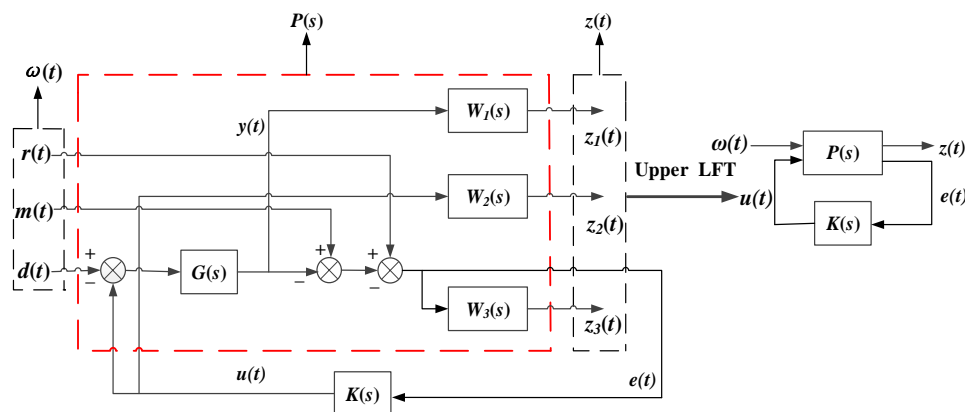 P(s)
z(t)
ω(t)
r(t)
m(t)
d(t)
+
−
G(s)
y(t)
+
−
+
−
W1(s)
W2(s)
W3(s)
z1(t)
z2(t)
z3(t)
u(t)
K(s)
e(t)
Upper LFT
ω(t)
P(s)
z(t)
u(t)
K(s)
e(t)